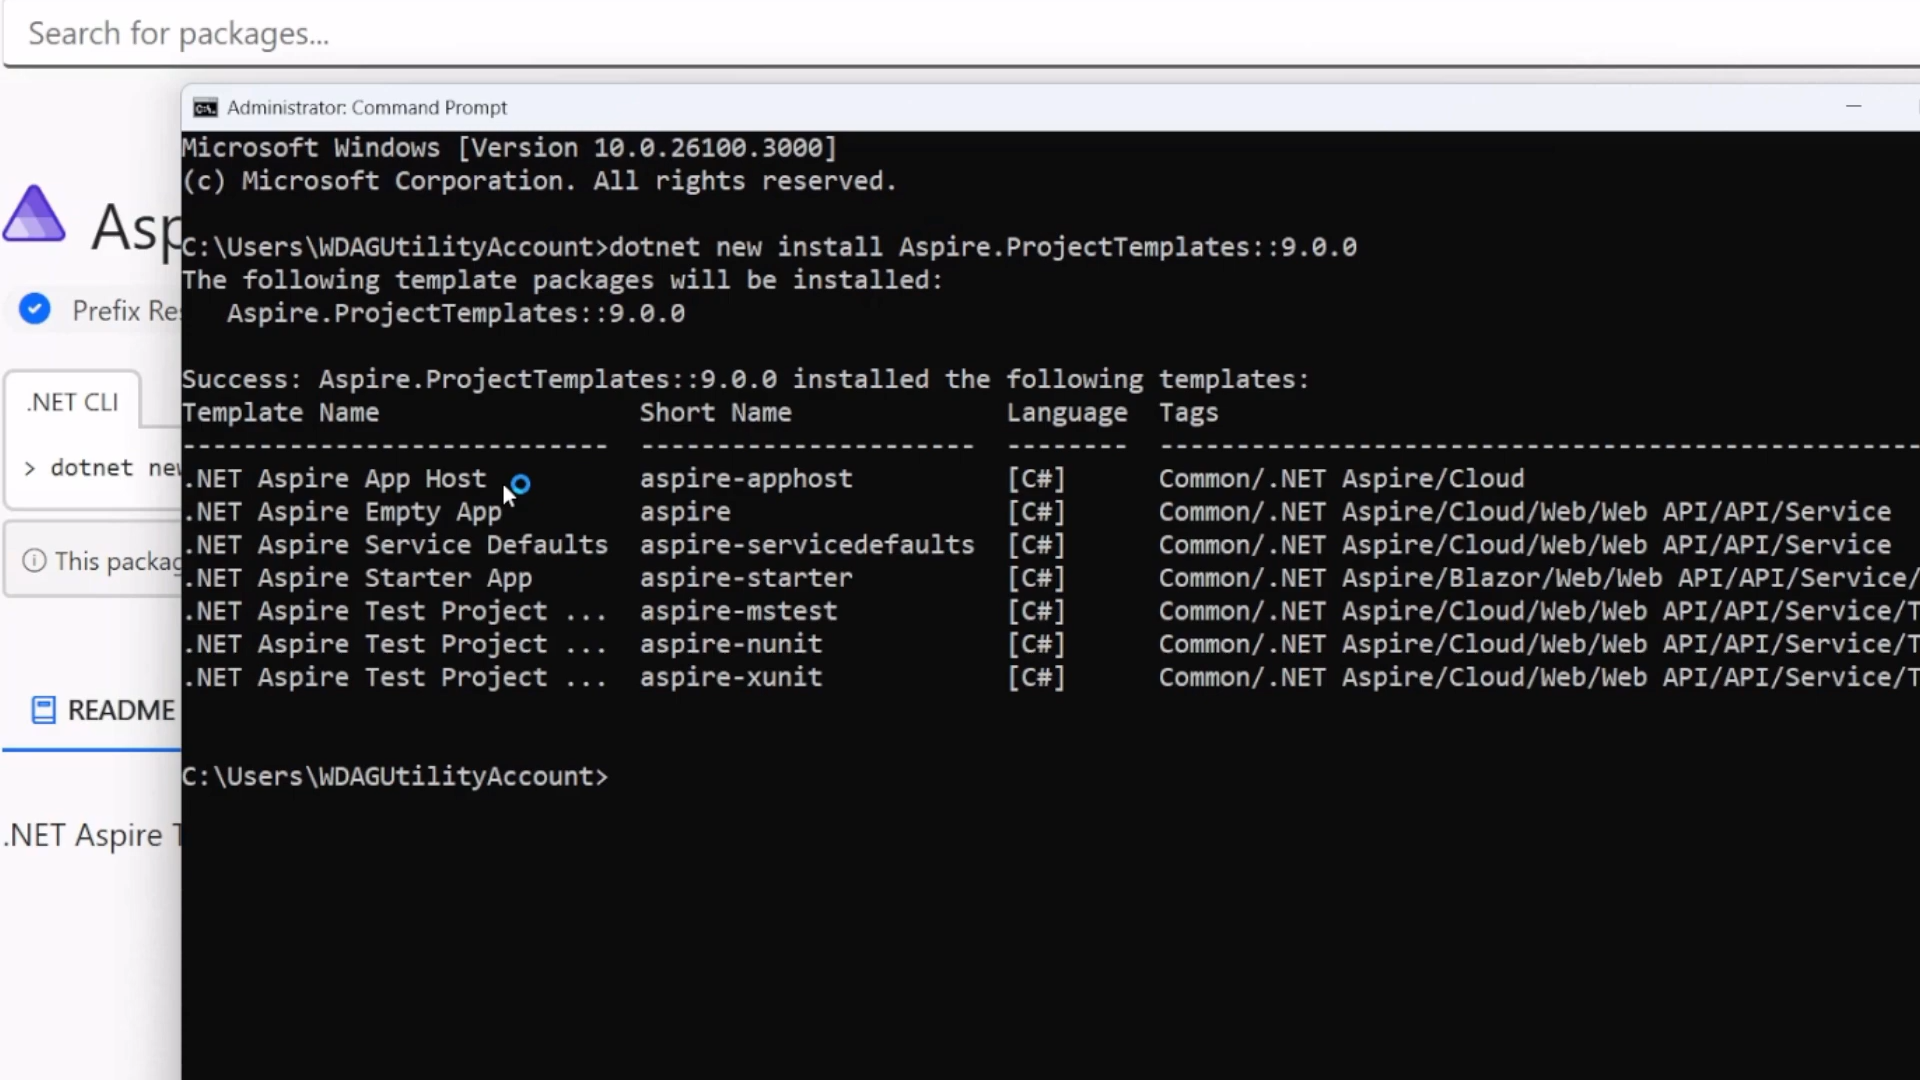 Search for packages...
Administrator: Command Prompt
Microsoft Windows [Version 10.0.26100.3000]
(c) Microsoft Corporation. All rights reserved.
Asp
C:\Users\WDAGUtilityAccount>dotnet new install Aspire.ProjectTemplates::9.0.0
The following template packages will be installed:
Prefix Res
   Aspire.ProjectTemplates::9.0.0
Success: Aspire.ProjectTemplates::9.0.0 installed the following templates:
.NET CLI
Template Name Short Name Language Tags
---------------------------- ---------------------- -------- --------------------------------------------------
> dotnet new
.NET Aspire App Host aspire-apphost [C#] Common/.NET Aspire/Cloud
.NET Aspire Empty App aspire [C#] Common/.NET Aspire/Cloud/Web/Web API/API/Service
.NET Aspire Service Defaults aspire-servicedefaults [C#] Common/.NET Aspire/Cloud/Web/Web API/API/Service
This packag
.NET Aspire Starter App aspire-starter [C#] Common/.NET Aspire/Blazor/Web/Web API/API/Service/
.NET Aspire Test Project ... aspire-mstest [C#] Common/.NET Aspire/Cloud/Web/Web API/API/Service/T
.NET Aspire Test Project ... aspire-nunit [C#] Common/.NET Aspire/Cloud/Web/Web API/API/Service/T
.NET Aspire Test Project ... aspire-xunit [C#] Common/.NET Aspire/Cloud/Web/Web API/API/Service/T
README
C:\Users\WDAGUtilityAccount>
.NET Aspire T